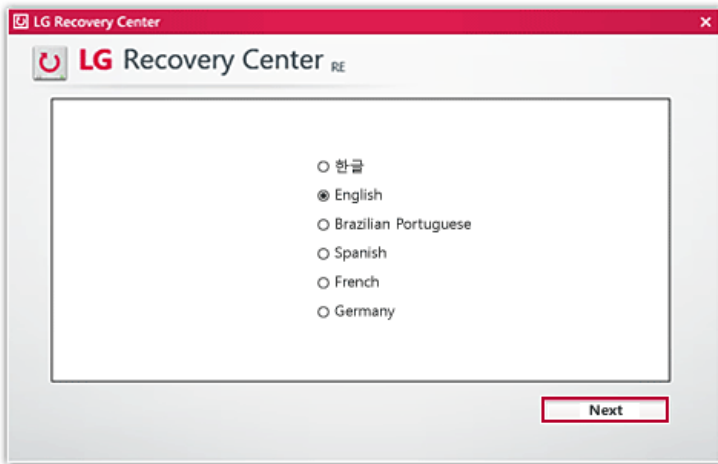 LG Recovery Center
LG Recovery Center RE
한글
English
Brazilian Portuguese
Spanish
French
Germany
Next